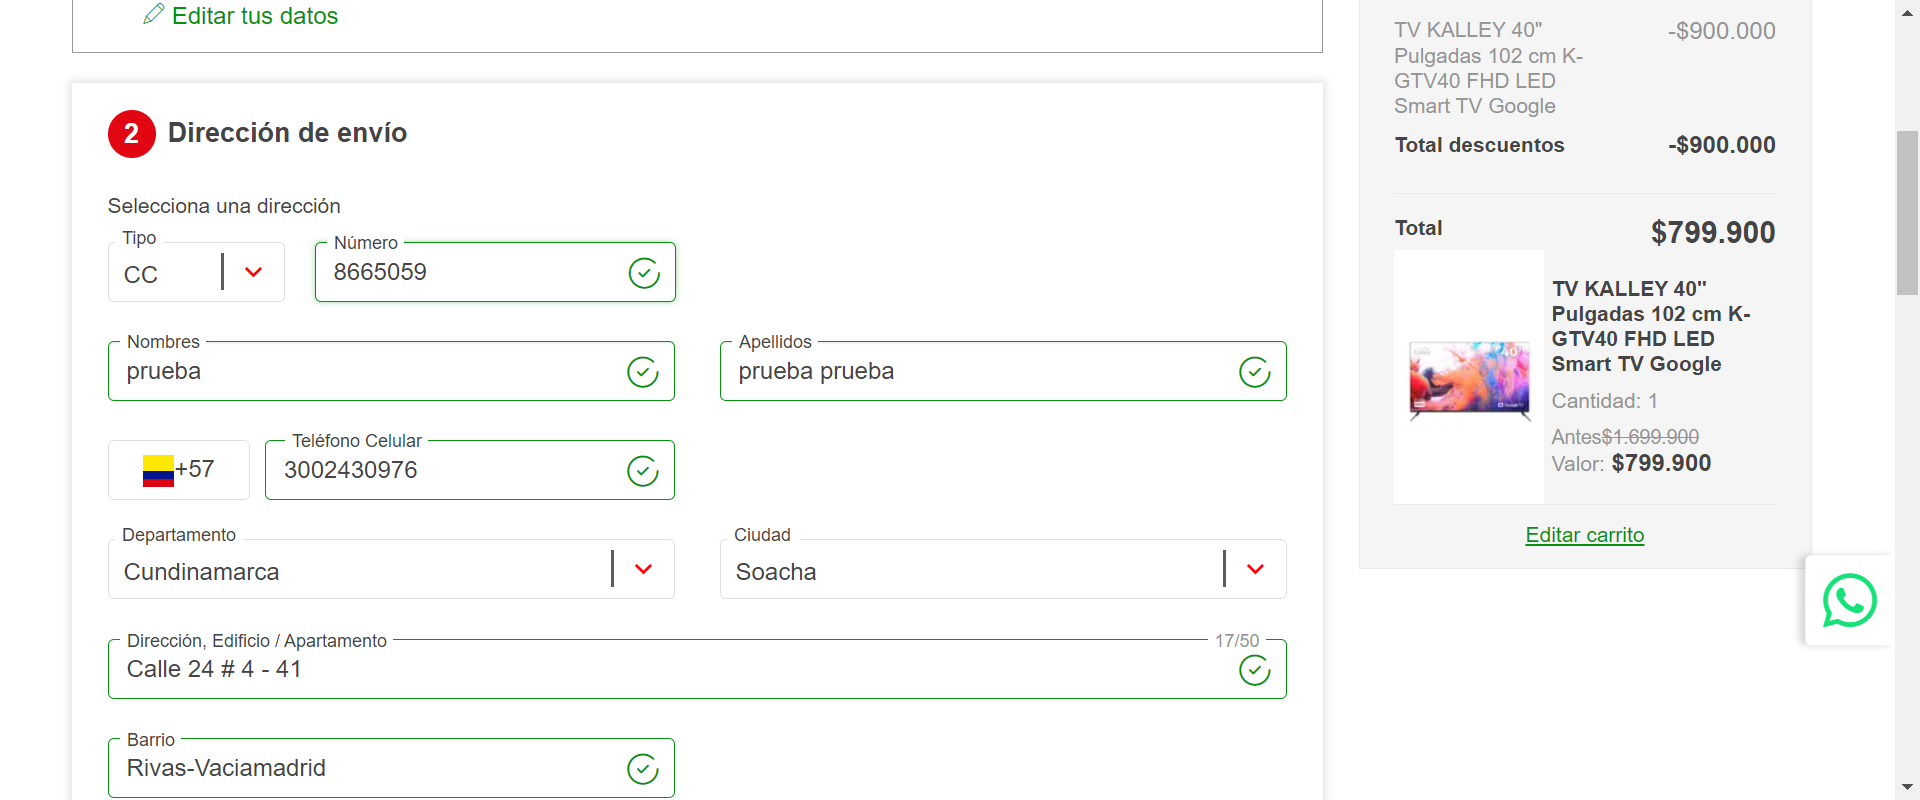 Editar tus datos
2 Dirección de envío
Selecciona una dirección
Tipo
CC
Número
8665059
Nombres
prueba
Apellidos
prueba prueba
+57
Teléfono Celular
3002430976
Departamento
Cundinamarca
Ciudad
Soacha
Dirección, Edificio / Apartamento
17/50
Calle 24 # 4 - 41
Barrio
Rivas-Vaciamadrid
TV KALLEY 40" -$900.000
Pulgadas 102 cm K-
GTV40 FHD LED
Smart TV Google
Total descuentos -$900.000
Total $799.900
TV KALLEY 40"
Pulgadas 102 cm K-
GTV40 FHD LED
Smart TV Google
Cantidad: 1
Antes$1.699.900
Valor: $799.900
Editar carrito